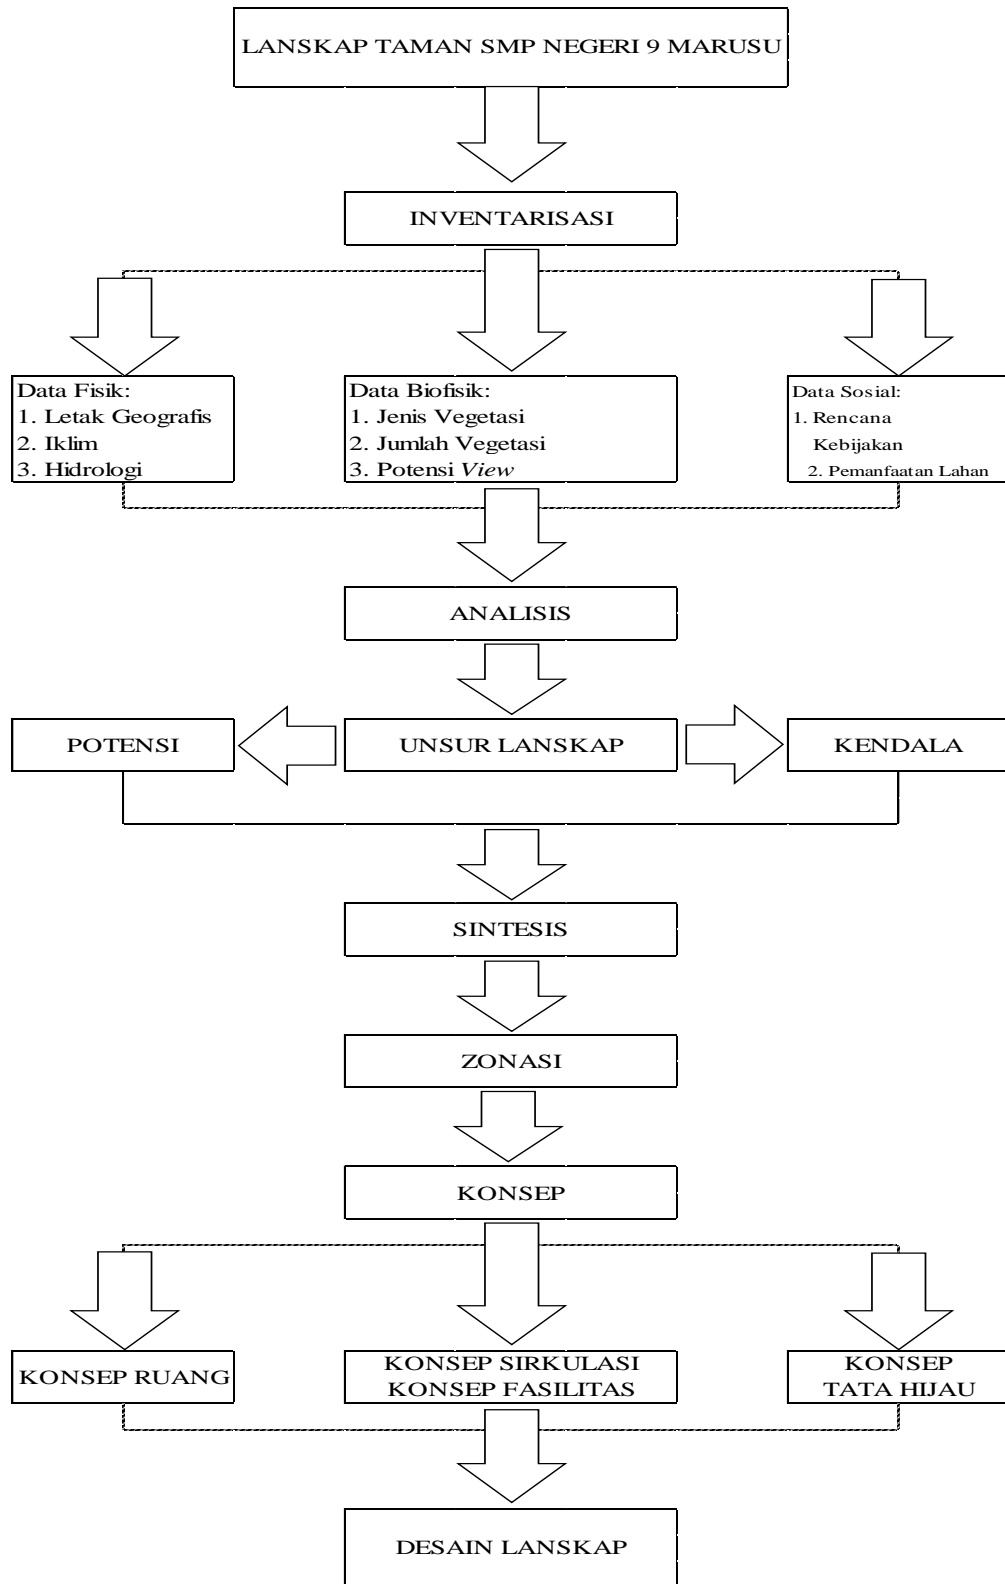 LANSKAP TAMAN SMP NEGERI 9 MARUSU
INVENTARISASI
Data Fisik:
1. Letak Geografis
2. Iklim
3. Hidrologi
Data Biofisik:
1. Jenis Vegetasi
2. Jumlah Vegetasi
3. Potensi View
Data Sosial:
1. Rencana
Kebijakan
2. Pemanfaatan Lahan
ANALISIS
POTENSI
UNSUR LANSKAP
KENDALA
SINTESIS
ZONASI
KONSEP
KONSEP RUANG
KONSEP SIRKULASI
KONSEP FASILITAS
KONSEP
TATA HIJAU
DESAIN LANSKAP